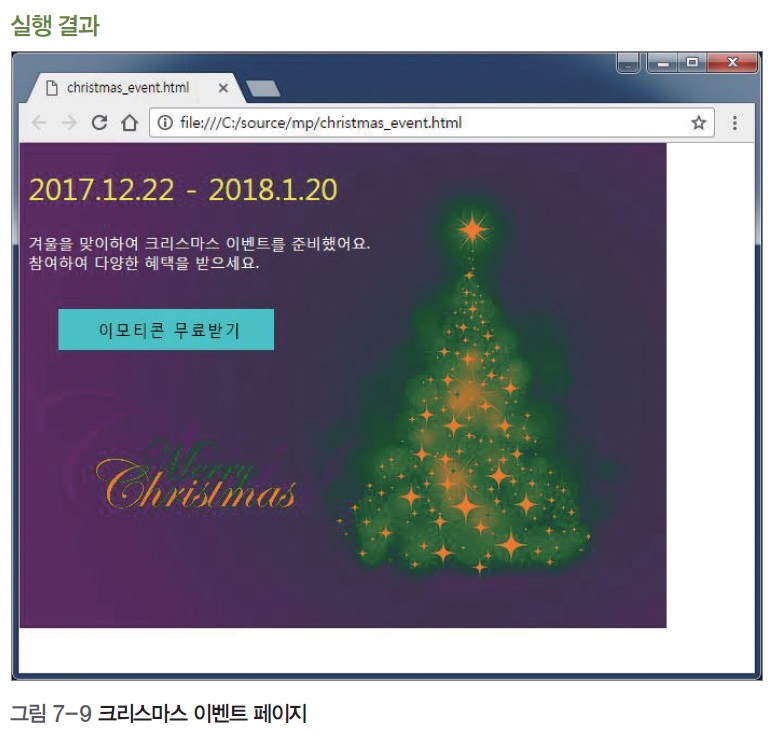 실행 결과
christmas_event.html
file:///C:/source/mp/christmas_event.html
2017.12.22 - 2018.1.20
겨울을 맞이하여 크리스마스 이벤트를 준비했어요.
참여하여 다양한 혜택을 받으세요.
이모티콘 무료받기
Merry
Christmas
그림 7-9 크리스마스 이벤트 페이지